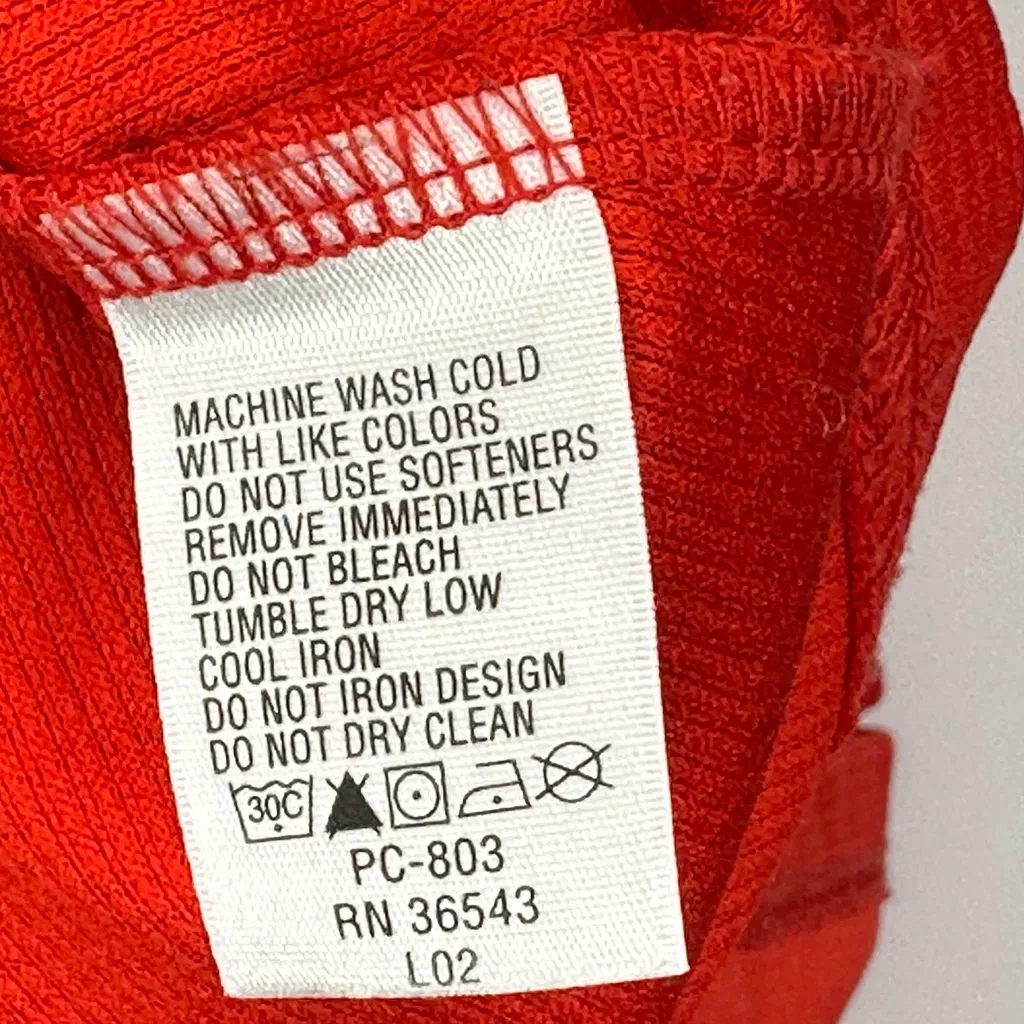 MACHINE WASH COLD
WITH LIKE COLORS
DO NOT USE SOFTENERS
REMOVE IMMEDIATELY
DO NOT BLEACH
TUMBLE DRY LOW
COOL IRON
DO NOT IRON DESIGN
DO NOT DRY CLEAN
30C
PC-803
RN 36543
L02